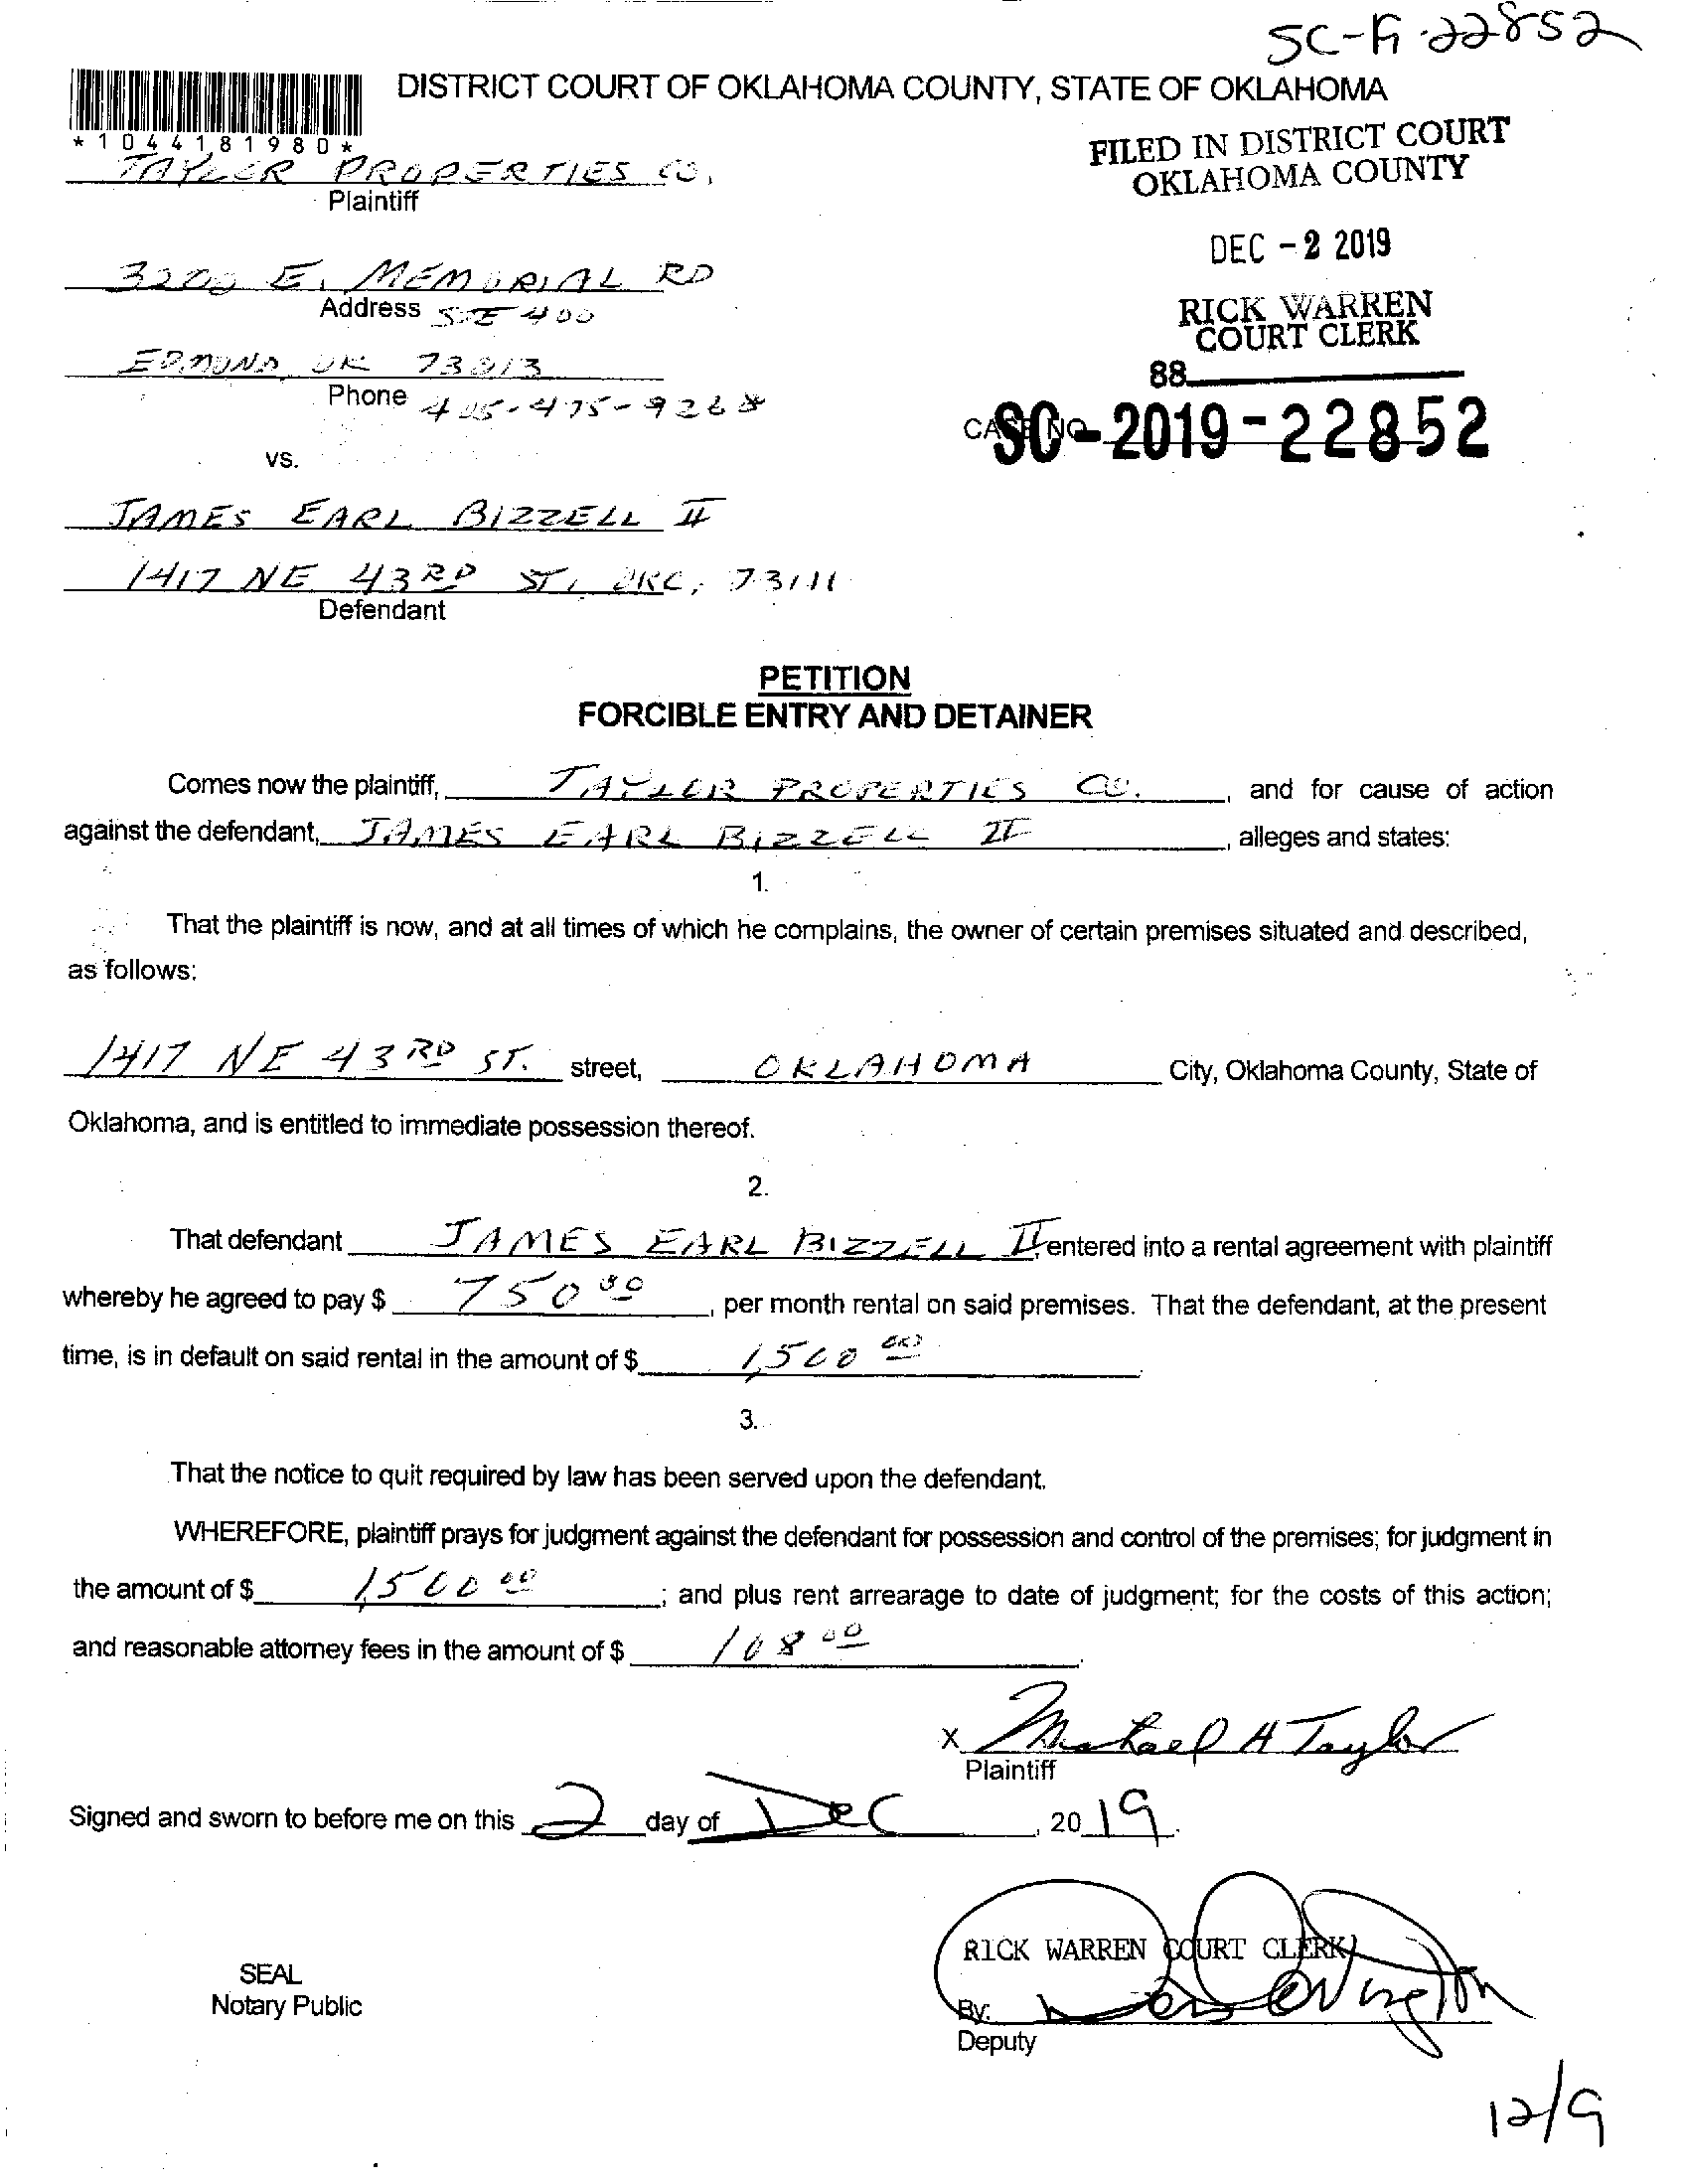 SC-19-22852
DISTRICT COURT OF OKLAHOMA COUNTY, STATE OF OKLAHOMA
*1044181980*
FILED IN DISTRICT COURT
OKLAHOMA COUNTY
TAYLOR PROPERTIES CO.
Plaintiff
DEC -2 2019
3200 E. MEMORIAL RD
Address STE 400
RICK WARREN
COURT CLERK
EDMOND, OK 73013
88
Phone 405-475-9268
CASE NO. SC-2019-22852
vs.
JAMES EARL BIZZELL II
1417 NE 43RD ST, OKC, 73111
Defendant
PETITION
FORCIBLE ENTRY AND DETAINER
Comes now the plaintiff, TAYLOR PROPERTIES CO., and for cause of action
against the defendant, JAMES EARL BIZZELL II, alleges and states:
1.
That the plaintiff is now, and at all times of which he complains, the owner of certain premises situated and described,
as follows:
1417 NE 43RD ST. street, OKLAHOMA City, Oklahoma County, State of
Oklahoma, and is entitled to immediate possession thereof.
2.
That defendant JAMES EARL BIZZELL II, entered into a rental agreement with plaintiff
whereby he agreed to pay $ 750 00, per month rental on said premises. That the defendant, at the present
time, is in default on said rental in the amount of $ 1,500 00
3.
That the notice to quit required by law has been served upon the defendant.
WHEREFORE, plaintiff prays for judgment against the defendant for possession and control of the premises; for judgment in
the amount of $ 1,500 00; and plus rent arrearage to date of judgment; for the costs of this action;
and reasonable attorney fees in the amount of $ 108 00.
x Michael H Taylor
Plaintiff
Signed and sworn to before me on this 2 day of Dec, 2019.
RICK WARREN COURT CLERK
SEAL
Notary Public
By:
Deputy
12/9